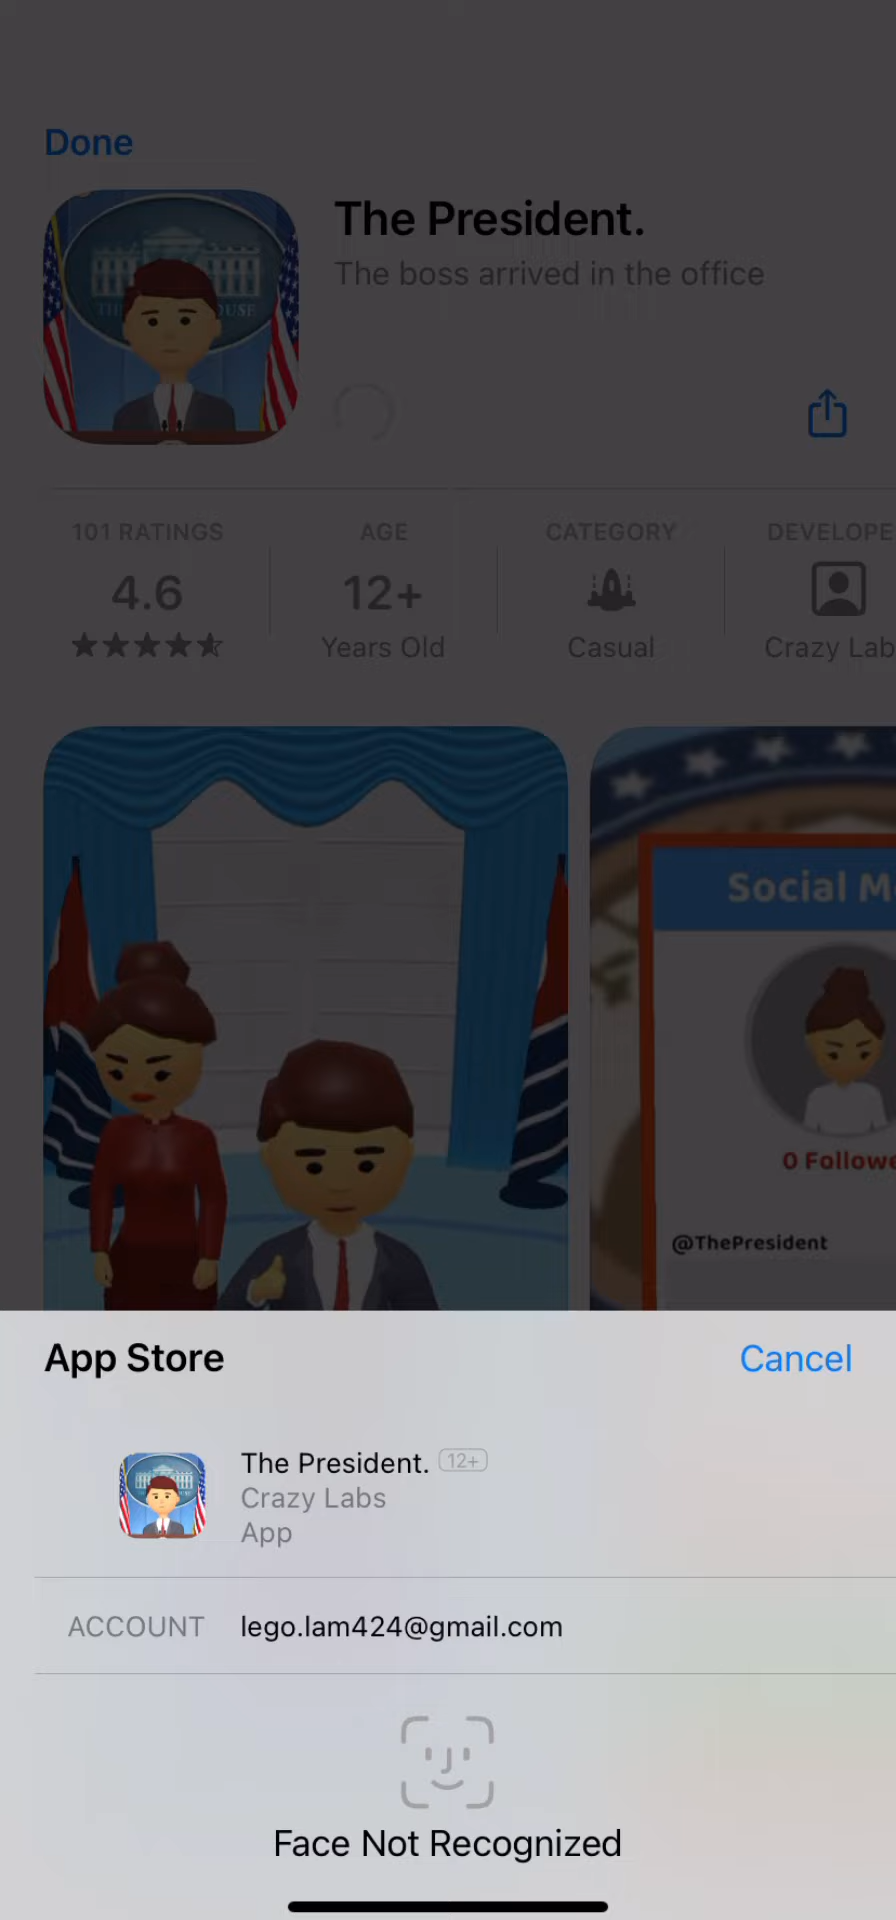 Done
The President.
The boss arrived in the office
101 RATINGS
4.6
AGE
12+
Years Old
CATEGORY
Casual
DEVELOPE
Crazy Lab
Social M
0 Followe
@ThePresident
App Store
Cancel
The President. 12+
Crazy Labs
App
ACCOUNT lego.lam424@gmail.com
Face Not Recognized